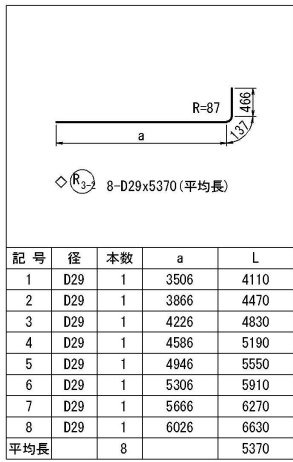 R=87
466
137
a
◇ R3-2 8-D29x5370(平均長)
記 号 径 本数 a L
1 D29 1 3506 4110
2 D29 1 3866 4470
3 D29 1 4226 4830
4 D29 1 4586 5190
5 D29 1 4946 5550
6 D29 1 5306 5910
7 D29 1 5666 6270
8 D29 1 6026 6630
平均長 8 5370